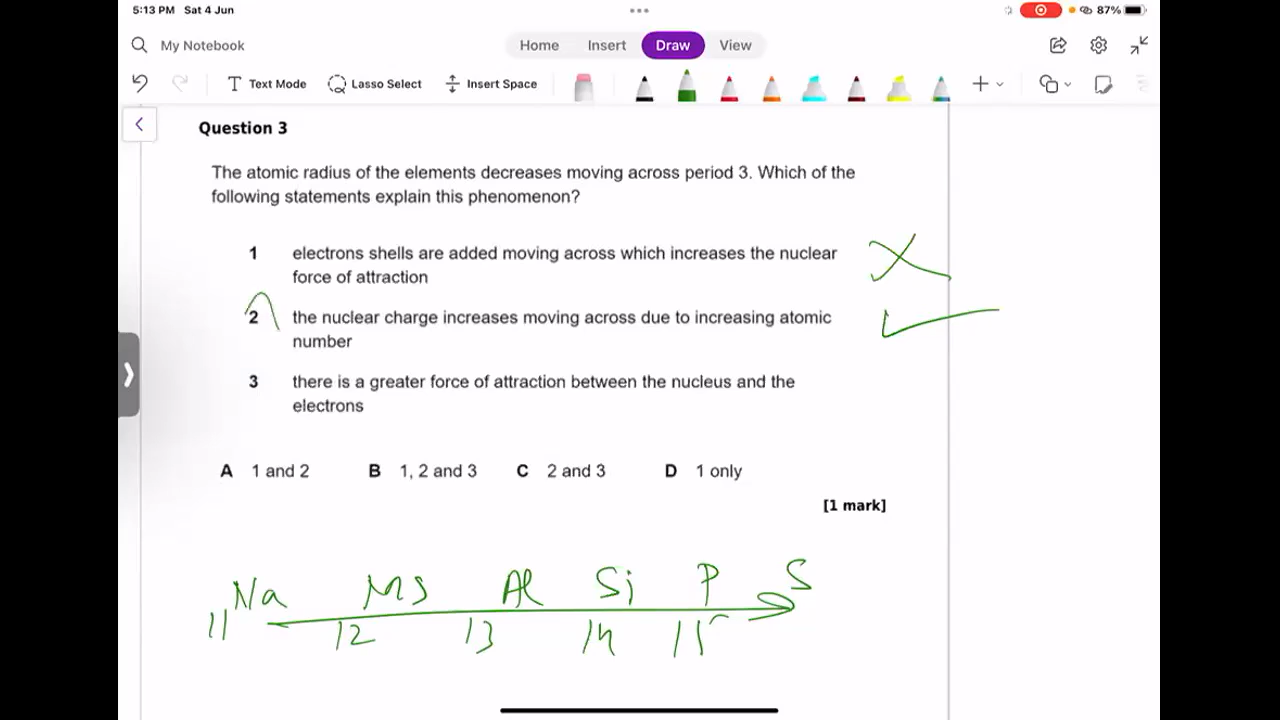 5:13 PM Sat 4 Jun 87%
My Notebook Home Insert Draw View
Text Mode Lasso Select Insert Space
Question 3
The atomic radius of the elements decreases moving across period 3. Which of the
following statements explain this phenomenon?
1 electrons shells are added moving across which increases the nuclear
force of attraction
2 the nuclear charge increases moving across due to increasing atomic
number
3 there is a greater force of attraction between the nucleus and the
electrons
A 1 and 2 B 1, 2 and 3 C 2 and 3 D 1 only
[1 mark]
Na Mg Al Si P S
11 12 13 14 15